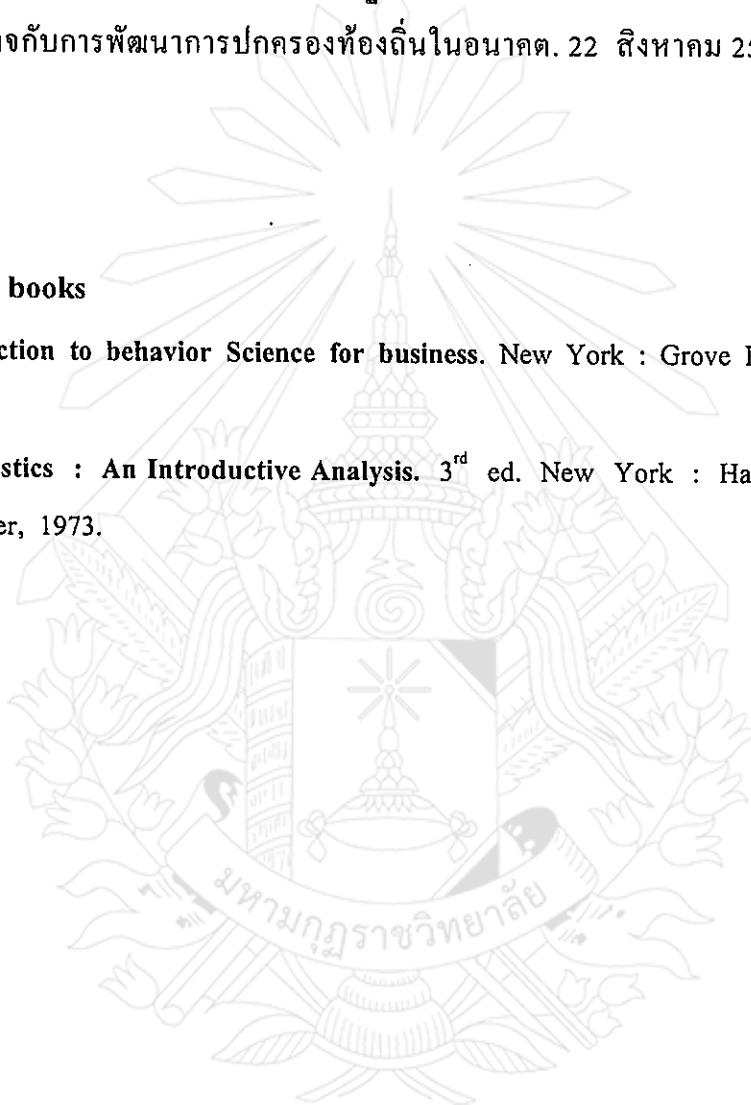 จกับการพัฒนาการปกครองท้องถิ่นในอนาคต. 22 สิงหาคม
books
ction to behavior Science for business. New York : Grove
stics : An Introductive Analysis. 3rd ed. New York : Ha
er, 1973.
มหามกุฏราชวิทยาลัย